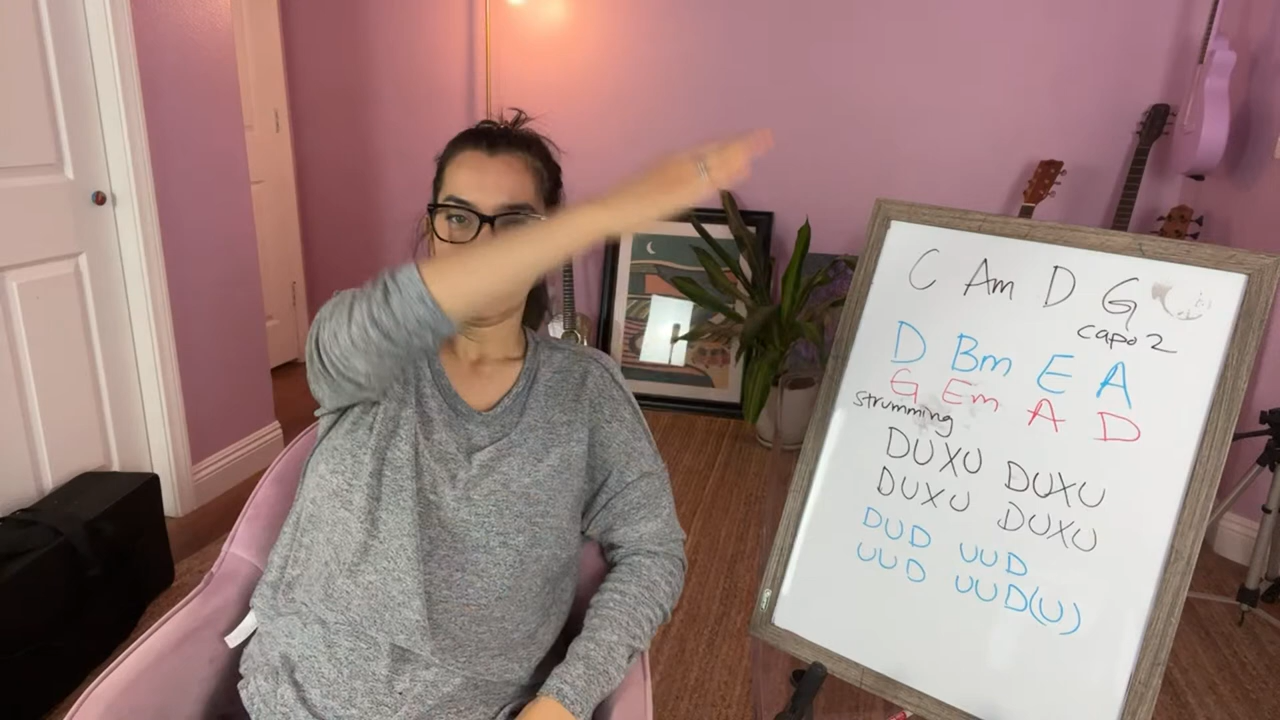 C Am D G
capo 2
D Bm E A
G Em A D
strumming
DUXU DUXU
DUXU DUXU
DUD UUD
UUD UUD(U)